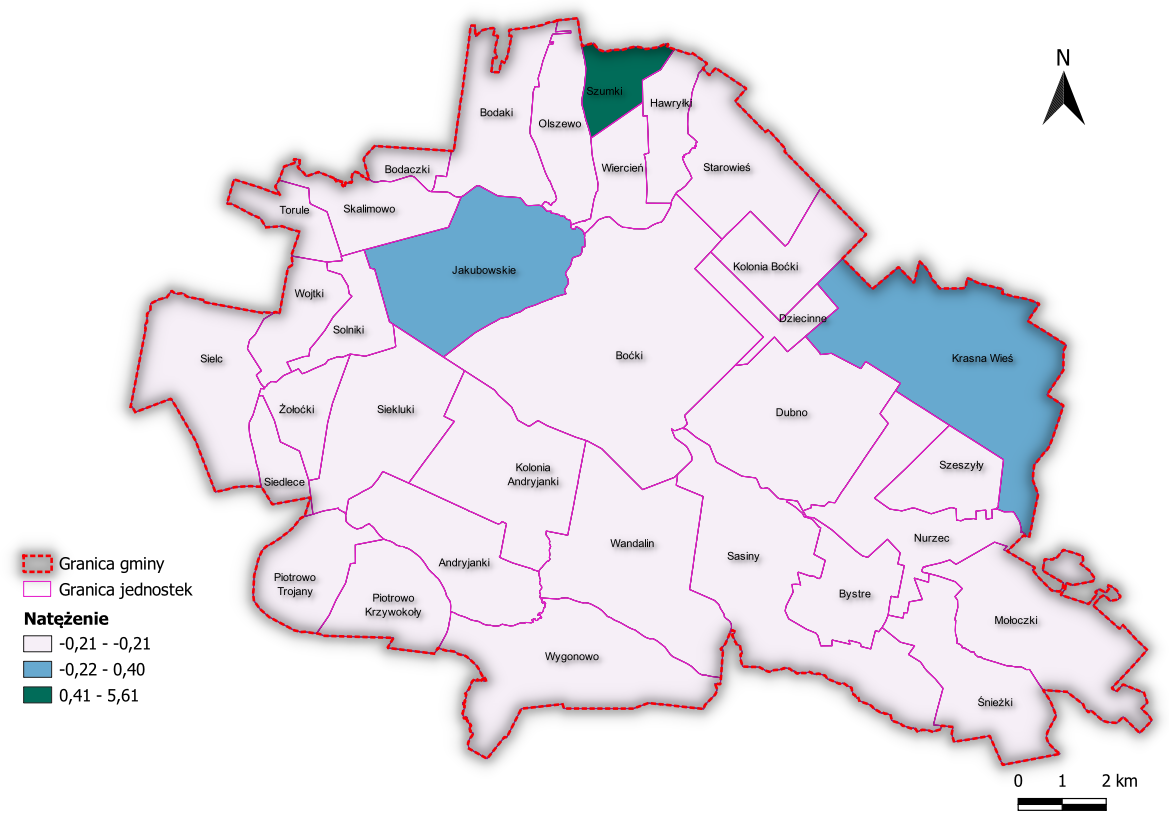 N
Szumki
Hawryłki
Bodaki
Olszewo
Wiercień
Starowieś
Bodaczki
Torule
Skalimowo
Jakubowskie
Kolonia Boćki
Wojtki
Dziecinne
Solniki
Sielc
Boćki
Krasna Wieś
Żołoćki
Siekluki
Dubno
Kolonia
Andryjanki
Szeszyły
Siedlece
Wandalin
Sasiny
Nurzec
Andryjanki
Piotrowo
Trojany
Piotrowo
Krzywokoły
Bystre
Mołoczki
Wygonowo
Śnieżki
Granica gminy
Granica jednostek
Natężenie
-0,21 - -0,21
-0,22 - 0,40
0,41 - 5,61
0 1 2 km